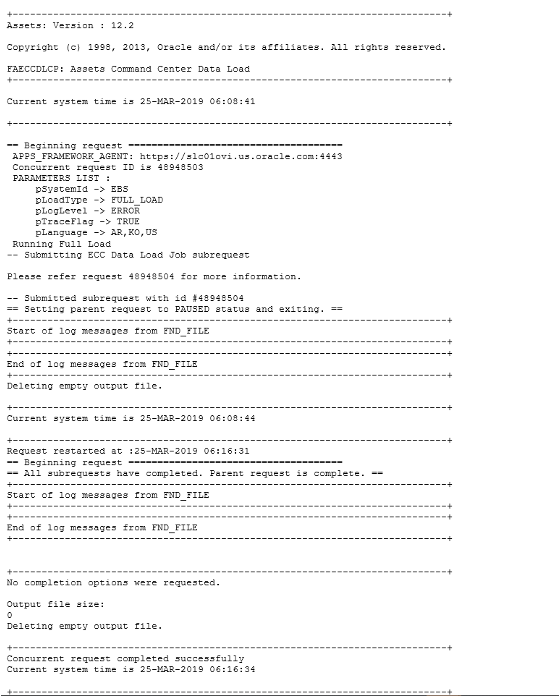 +---------------------------------------------------------------------------+
Assets: Version : 12.2
Copyright (c) 1998, 2013, Oracle and/or its affiliates. All rights reserved.
FAECCDLCP: Assets Command Center Data Load
+---------------------------------------------------------------------------+
Current system time is 25-MAR-2019 06:08:41
+---------------------------------------------------------------------------+
== Beginning request =====================================
APPS_FRAMEWORK_AGENT: https://slc01ovi.us.oracle.com:4443
Concurrent request ID is 48948503
PARAMETERS LIST :
pSystemId -> EBS
pLoadType -> FULL_LOAD
pLogLevel -> ERROR
pTraceFlag -> TRUE
pLanguage -> AR,KO,US
Running Full Load
-- Submitting ECC Data Load Job subrequest
Please refer request 48948504 for more information.
-- Submitted subrequest with id #48948504
== Setting parent request to PAUSED status and exiting. ==
+---------------------------------------------------------------------------+
Start of log messages from FND_FILE
+---------------------------------------------------------------------------+
+---------------------------------------------------------------------------+
End of log messages from FND_FILE
+---------------------------------------------------------------------------+
Deleting empty output file.
+---------------------------------------------------------------------------+
Current system time is 25-MAR-2019 06:08:44
+---------------------------------------------------------------------------+
Request restarted at :25-MAR-2019 06:16:31
== Beginning request =====================================
== All subrequests have completed. Parent request is complete. ==
+---------------------------------------------------------------------------+
Start of log messages from FND_FILE
+---------------------------------------------------------------------------+
+---------------------------------------------------------------------------+
End of log messages from FND_FILE
+---------------------------------------------------------------------------+
+---------------------------------------------------------------------------+
No completion options were requested.
Output file size:
0
Deleting empty output file.
+---------------------------------------------------------------------------+
Concurrent request completed successfully
Current system time is 25-MAR-2019 06:16:34
+---------------------------------------------------------------------------+